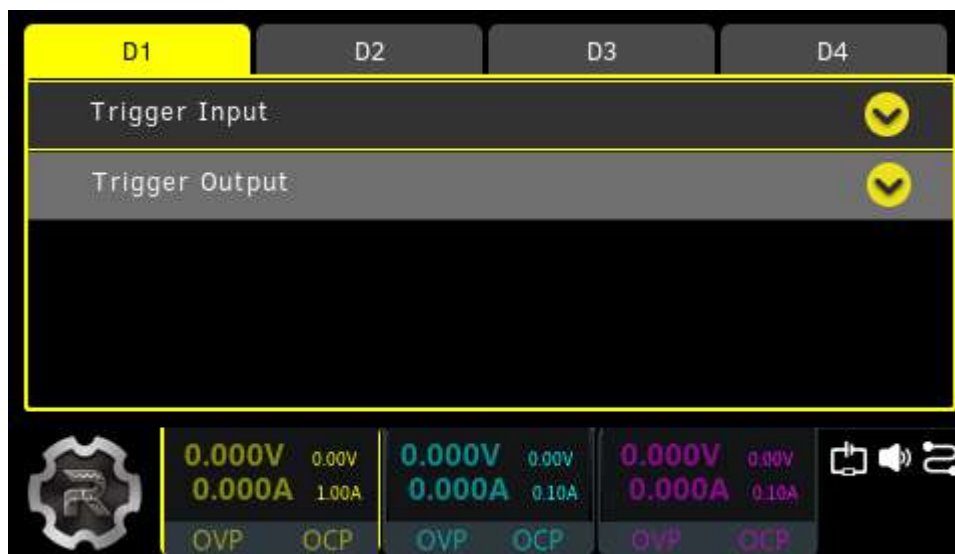 D1 D2 D3 D4
Trigger Input
Trigger Output
0.000V 0.00V 0.000V 0.00V 0.000V 0.00V
0.000A 1.00A 0.000A 0.10A 0.000A 0.10A
OVP OCP OVP OCP OVP OCP
R